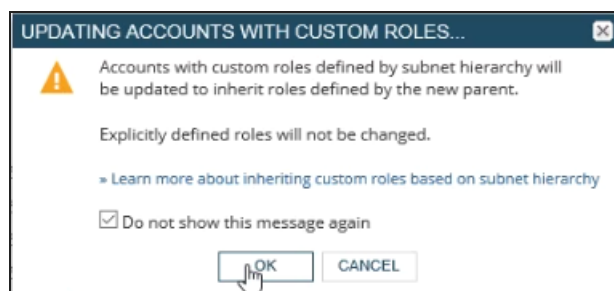 UPDATING ACCOUNTS WITH CUSTOM ROLES...
Accounts with custom roles defined by subnet hierarchy will
be updated to inherit roles defined by the new parent.
Explicitly defined roles will not be changed.
» Learn more about inheriting custom roles based on subnet hierarchy
Do not show this message again
OK CANCEL